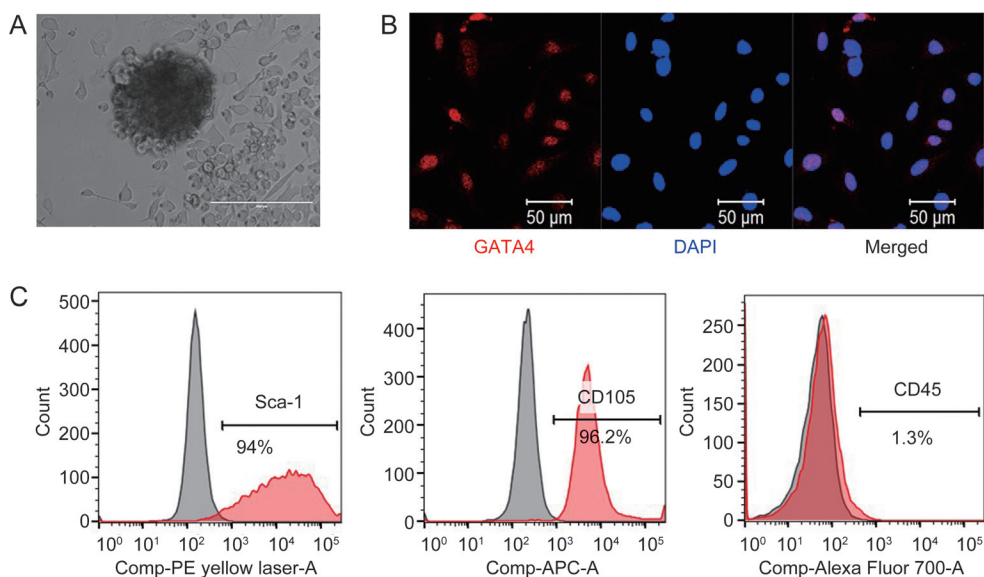 A
B
50 µm
50 µm
50 µm
GATA4
DAPI
Merged
C
500
400
300
200
100
0
Count
Sca-1
94%
10⁰ 10¹ 10² 10³ 10⁴ 10⁵
Comp-PE yellow laser-A
400
300
200
100
0
Count
CD105
96.2%
10⁰ 10¹ 10² 10³ 10⁴ 10⁵
Comp-APC-A
250
200
150
100
50
0
Count
CD45
1.3%
10⁰ 10¹ 10² 10³ 10⁴ 10⁵
Comp-Alexa Fluor 700-A